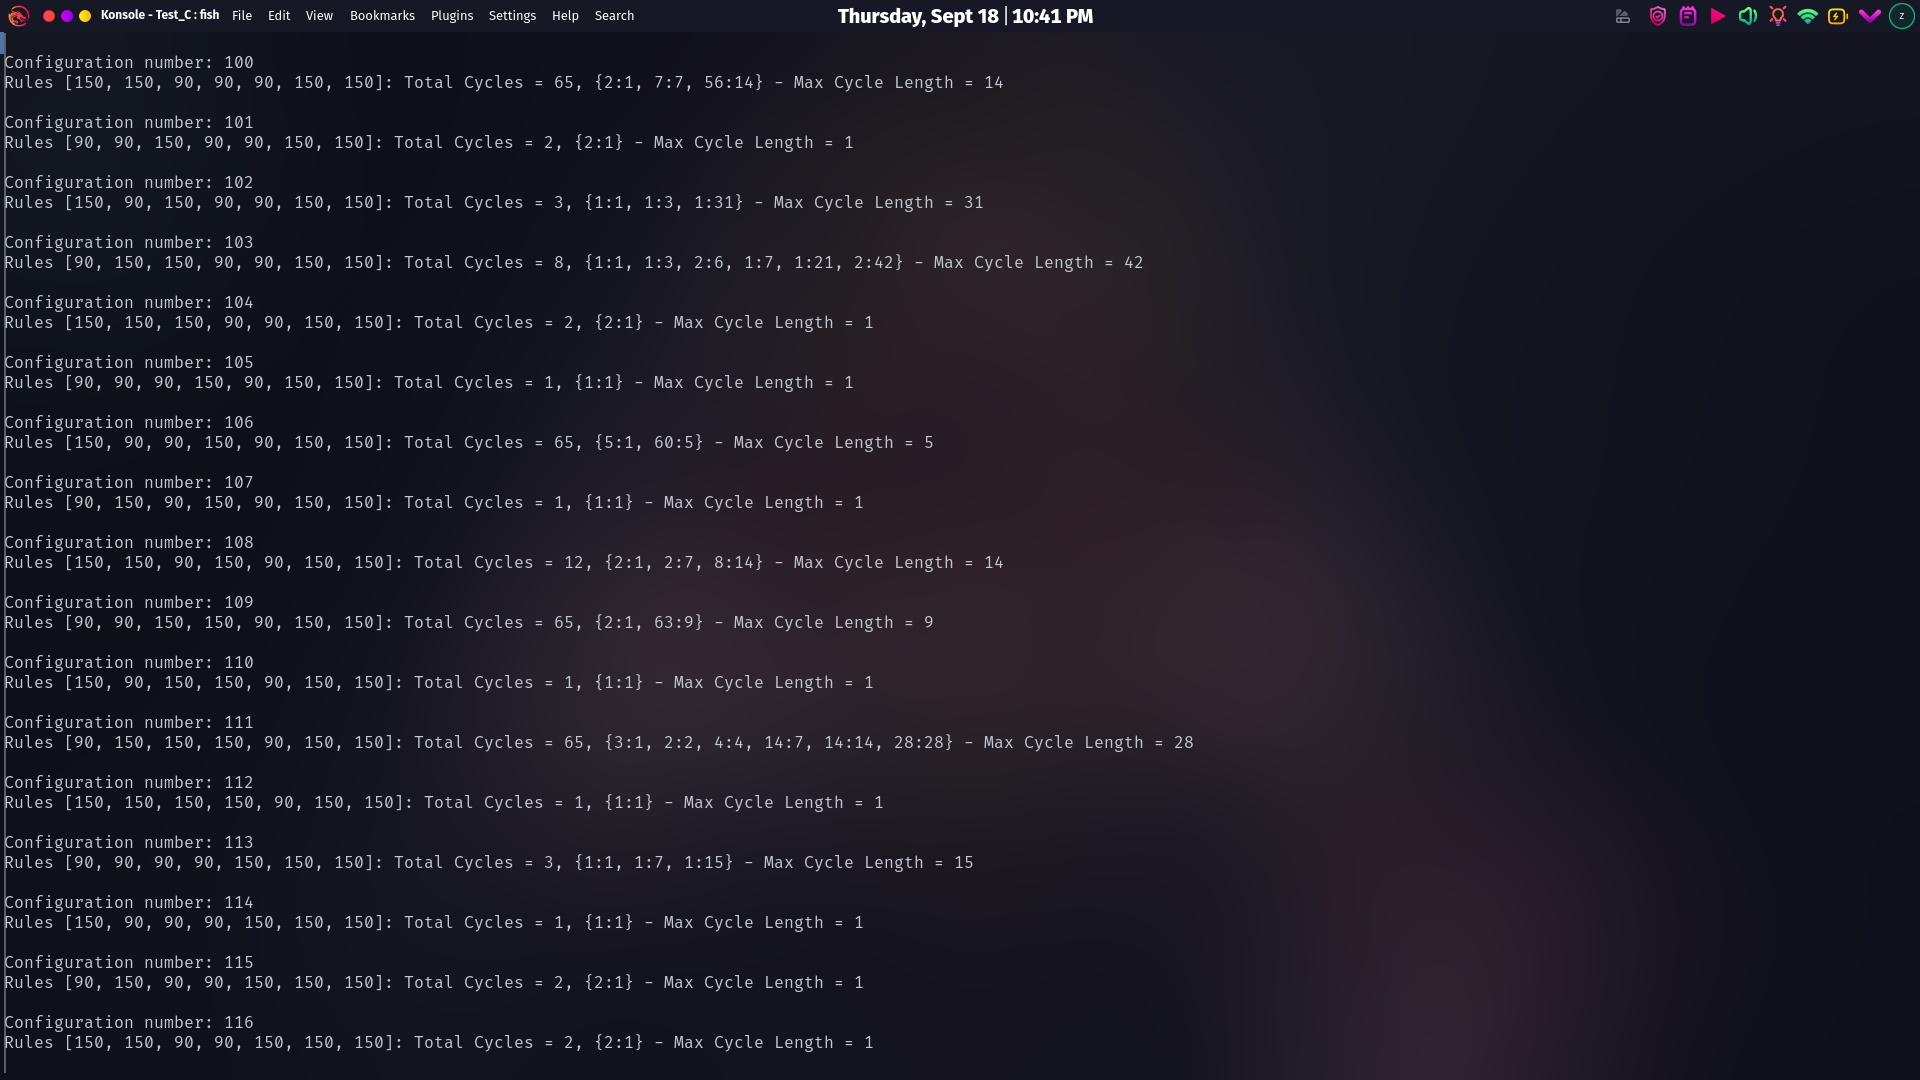 Konsole - Test_C : fish File Edit View Bookmarks Plugins Settings Help Search Thursday, Sept 18 | 10:41 PM z
Configuration number: 100
Rules [150, 150, 90, 90, 90, 150, 150]: Total Cycles = 65, {2:1, 7:7, 56:14} - Max Cycle Length = 14
Configuration number: 101
Rules [90, 90, 150, 90, 90, 150, 150]: Total Cycles = 2, {2:1} - Max Cycle Length = 1
Configuration number: 102
Rules [150, 90, 150, 90, 90, 150, 150]: Total Cycles = 3, {1:1, 1:3, 1:31} - Max Cycle Length = 31
Configuration number: 103
Rules [90, 150, 150, 90, 90, 150, 150]: Total Cycles = 8, {1:1, 1:3, 2:6, 1:7, 1:21, 2:42} - Max Cycle Length = 42
Configuration number: 104
Rules [150, 150, 150, 90, 90, 150, 150]: Total Cycles = 2, {2:1} - Max Cycle Length = 1
Configuration number: 105
Rules [90, 90, 90, 150, 90, 150, 150]: Total Cycles = 1, {1:1} - Max Cycle Length = 1
Configuration number: 106
Rules [150, 90, 90, 150, 90, 150, 150]: Total Cycles = 65, {5:1, 60:5} - Max Cycle Length = 5
Configuration number: 107
Rules [90, 150, 90, 150, 90, 150, 150]: Total Cycles = 1, {1:1} - Max Cycle Length = 1
Configuration number: 108
Rules [150, 150, 90, 150, 90, 150, 150]: Total Cycles = 12, {2:1, 2:7, 8:14} - Max Cycle Length = 14
Configuration number: 109
Rules [90, 90, 150, 150, 90, 150, 150]: Total Cycles = 65, {2:1, 63:9} - Max Cycle Length = 9
Configuration number: 110
Rules [150, 90, 150, 150, 90, 150, 150]: Total Cycles = 1, {1:1} - Max Cycle Length = 1
Configuration number: 111
Rules [90, 150, 150, 150, 90, 150, 150]: Total Cycles = 65, {3:1, 2:2, 4:4, 14:7, 14:14, 28:28} - Max Cycle Length = 28
Configuration number: 112
Rules [150, 150, 150, 150, 90, 150, 150]: Total Cycles = 1, {1:1} - Max Cycle Length = 1
Configuration number: 113
Rules [90, 90, 90, 90, 150, 150, 150]: Total Cycles = 3, {1:1, 1:7, 1:15} - Max Cycle Length = 15
Configuration number: 114
Rules [150, 90, 90, 90, 150, 150, 150]: Total Cycles = 1, {1:1} - Max Cycle Length = 1
Configuration number: 115
Rules [90, 150, 90, 90, 150, 150, 150]: Total Cycles = 2, {2:1} - Max Cycle Length = 1
Configuration number: 116
Rules [150, 150, 90, 90, 150, 150, 150]: Total Cycles = 2, {2:1} - Max Cycle Length = 1